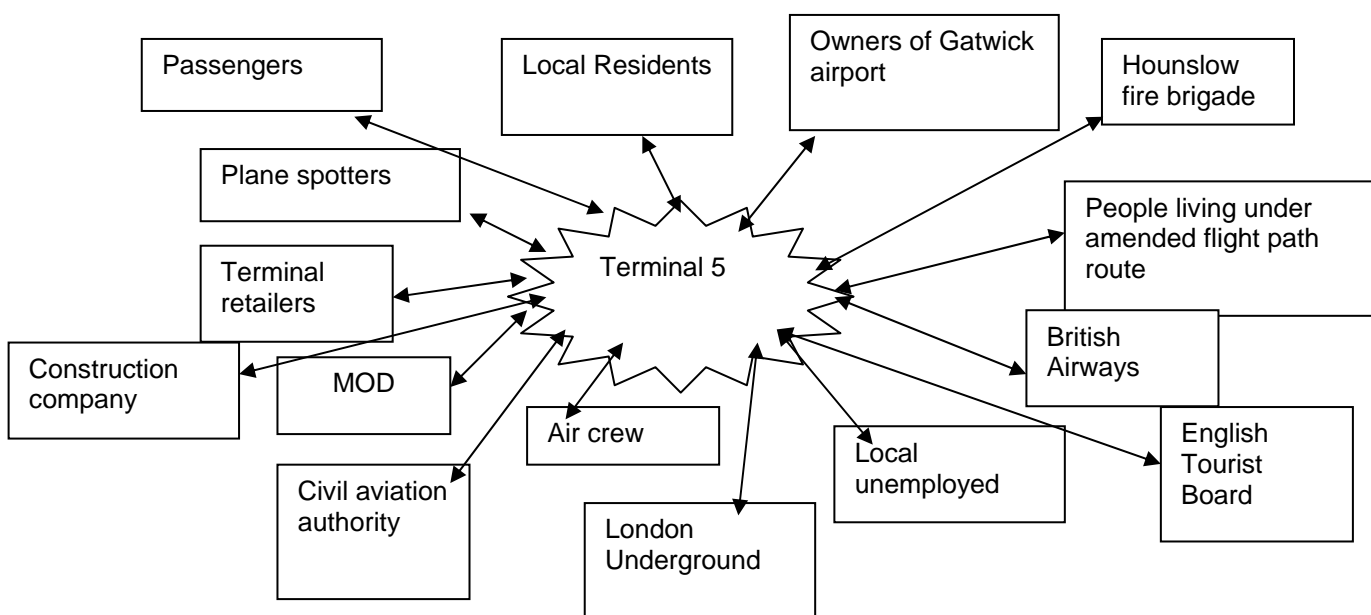 Passengers
Local Residents
Owners of Gatwick
airport
Hounslow
fire brigade
Plane spotters
People living under
amended flight path
route
Terminal
retailers
Terminal 5
British
Airways
Construction
company
MOD
Air crew
Local
unemployed
English
Tourist
Board
Civil aviation
authority
London
Underground